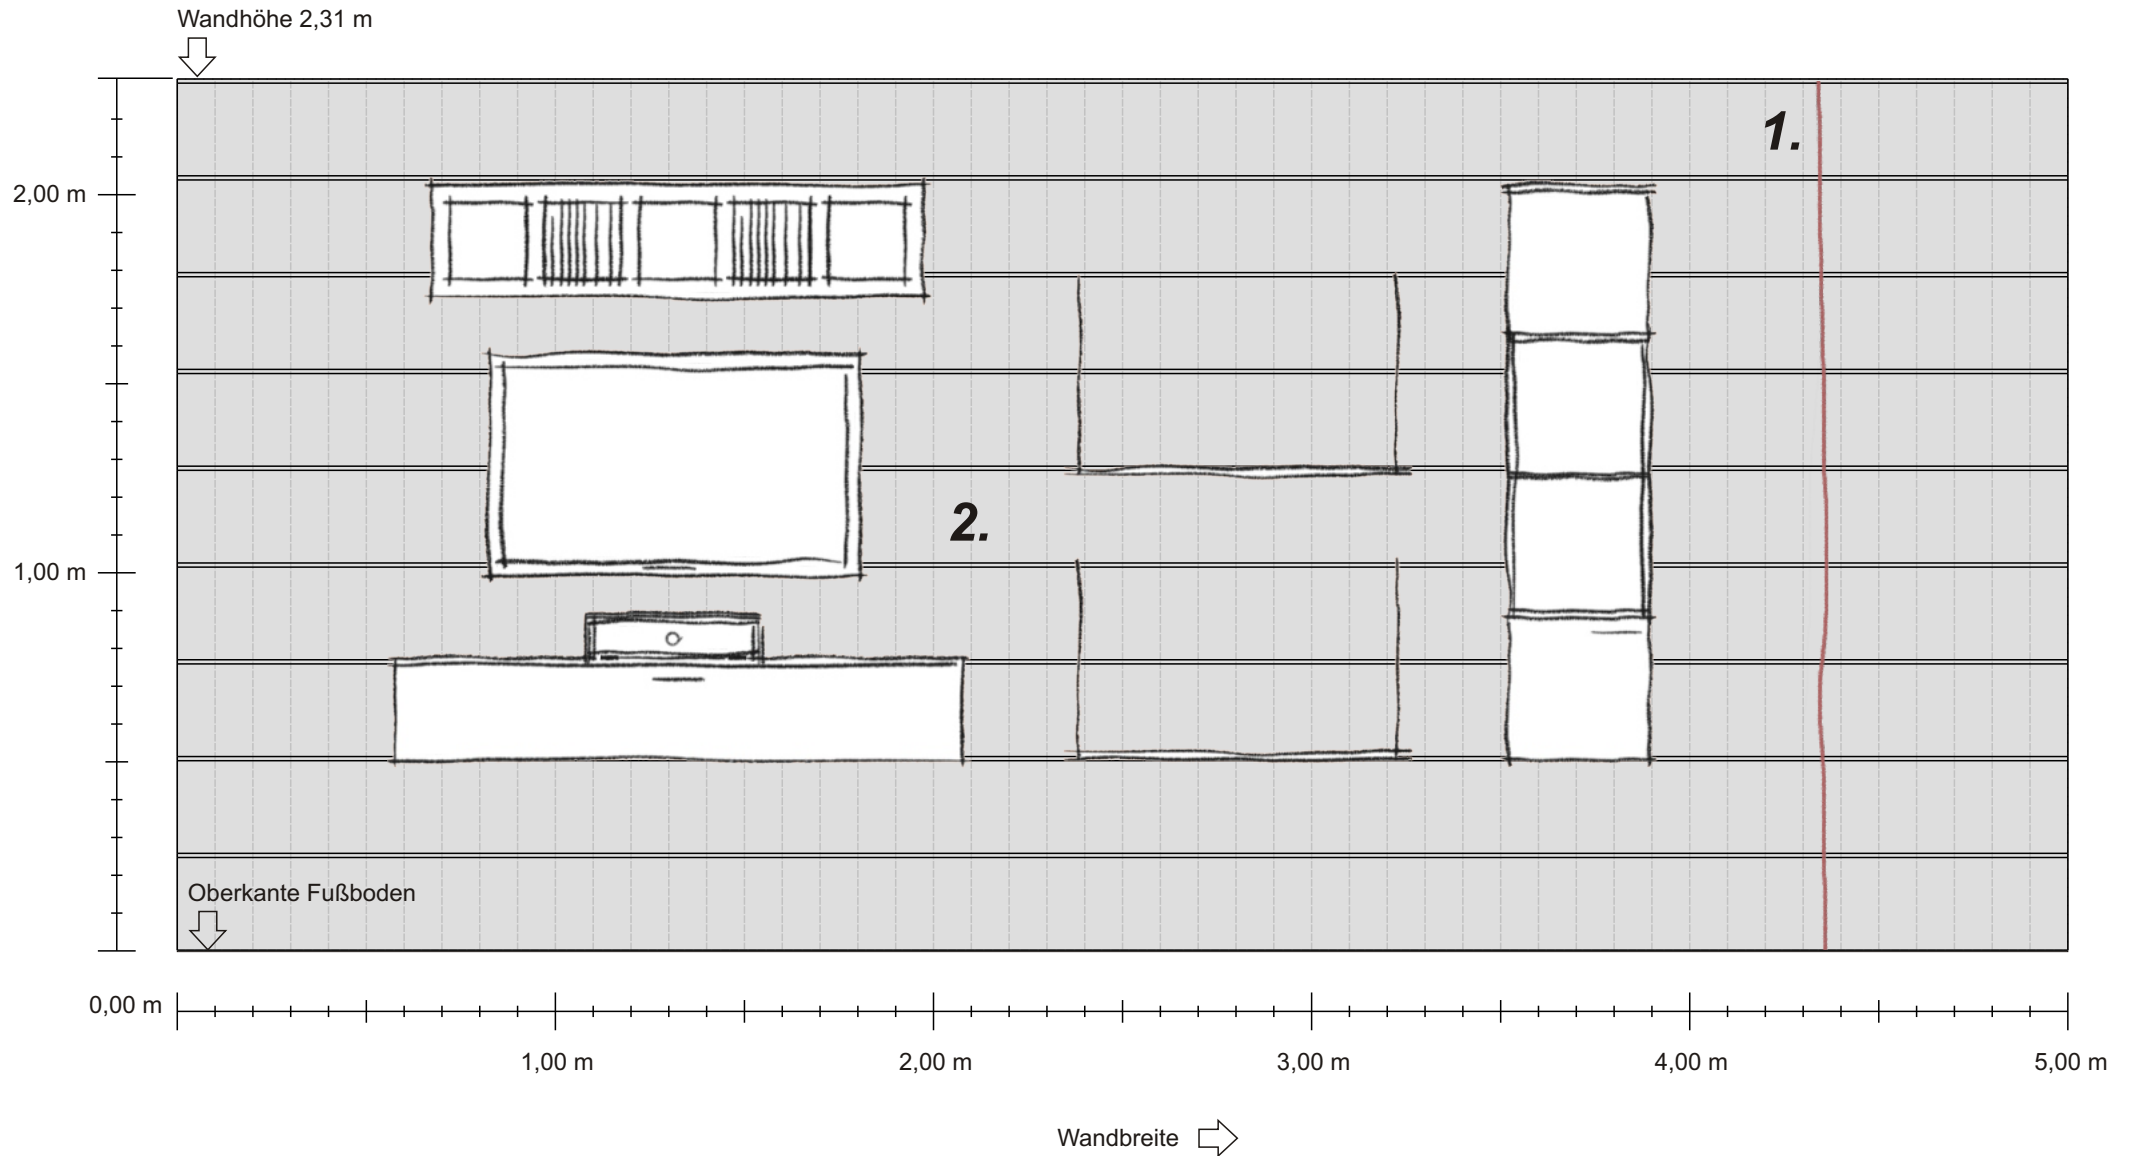 Wandhöhe 2,31 m
1.
2,00 m
2.
1,00 m
Oberkante Fußboden
0,00 m
1,00 m
2,00 m
3,00 m
4,00 m
5,00 m
Wandbreite